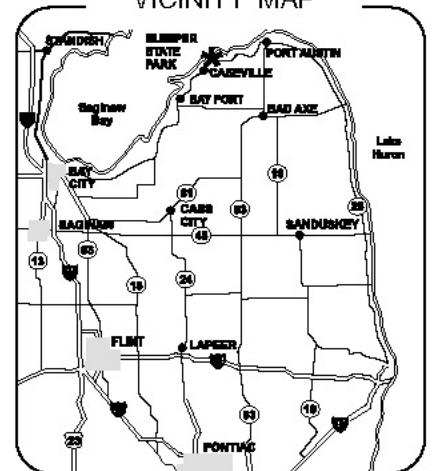 VICINITY MAP
STANDISH
SLEEPER
STATE
PARK
PORT AUSTIN
CASEVILLE
BAY PORT
BAD AXE
Saginaw
Bay
Lake
Huron
BAY
CITY
19
81
CASS
CITY
53
25
SAGINAW
46
SANDUSKEY
13
24
15
FLINT
LAPEER
53
19
23
PONTIAC